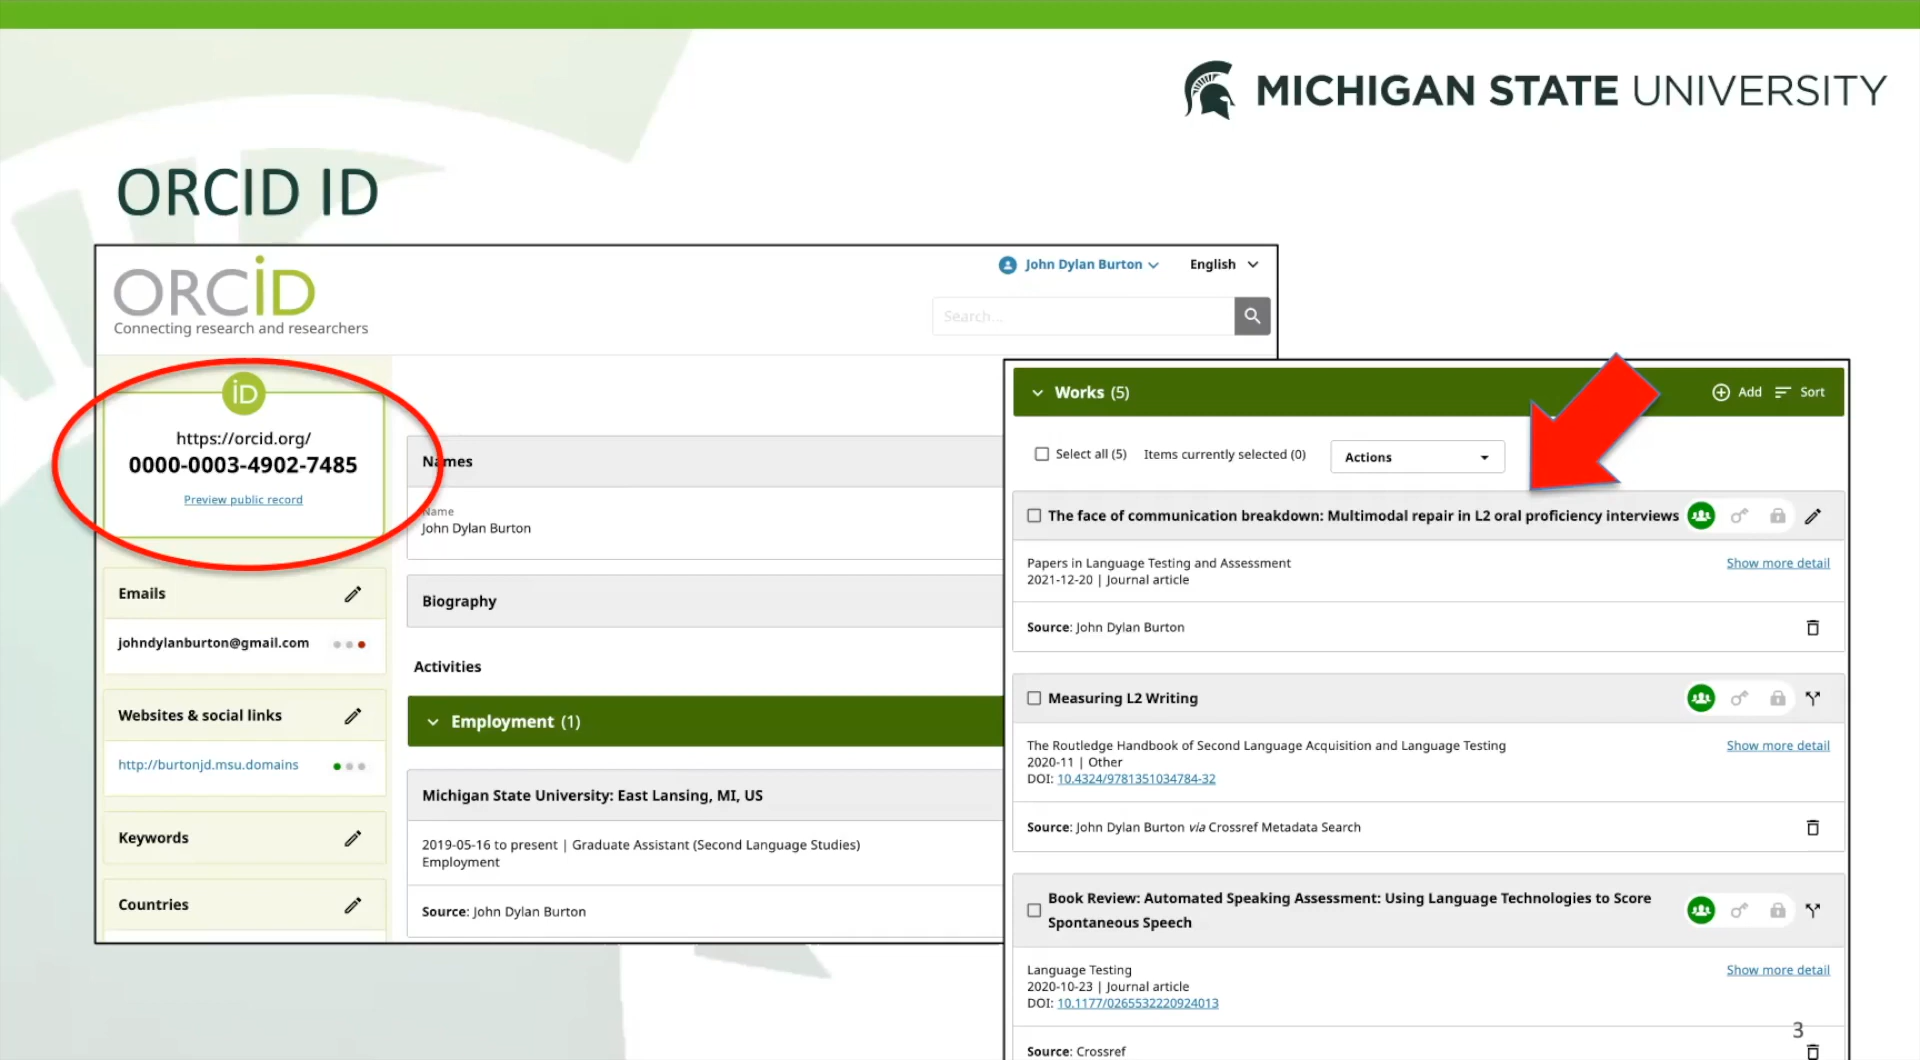 MICHIGAN STATE UNIVERSITY
ORCID ID
ORCID
Connecting research and researchers
John Dylan Burton
English
Search...
iD
https://orcid.org/
0000-0003-4902-7485
Preview public record
Emails
johndylanburton@gmail.com
Websites & social links
http://burtonjd.msu.domains
Keywords
Countries
Names
Name
John Dylan Burton
Biography
Activities
Employment (1)
Michigan State University: East Lansing, MI, US
2019-05-16 to present | Graduate Assistant (Second Language Studies)
Employment
Source: John Dylan Burton
Works (5)
Add
Sort
Select all (5)
Items currently selected (0)
Actions
The face of communication breakdown: Multimodal repair in L2 oral proficiency interviews
Papers in Language Testing and Assessment
Show more detail
2021-12-20 | Journal article
Source: John Dylan Burton
Measuring L2 Writing
The Routledge Handbook of Second Language Acquisition and Language Testing
Show more detail
2020-11 | Other
DOI: 10.4324/9781351034784-32
Source: John Dylan Burton via Crossref Metadata Search
Book Review: Automated Speaking Assessment: Using Language Technologies to Score
Spontaneous Speech
Language Testing
Show more detail
2020-10-23 | Journal article
DOI: 10.1177/0265532220924013
Source: Crossref
3